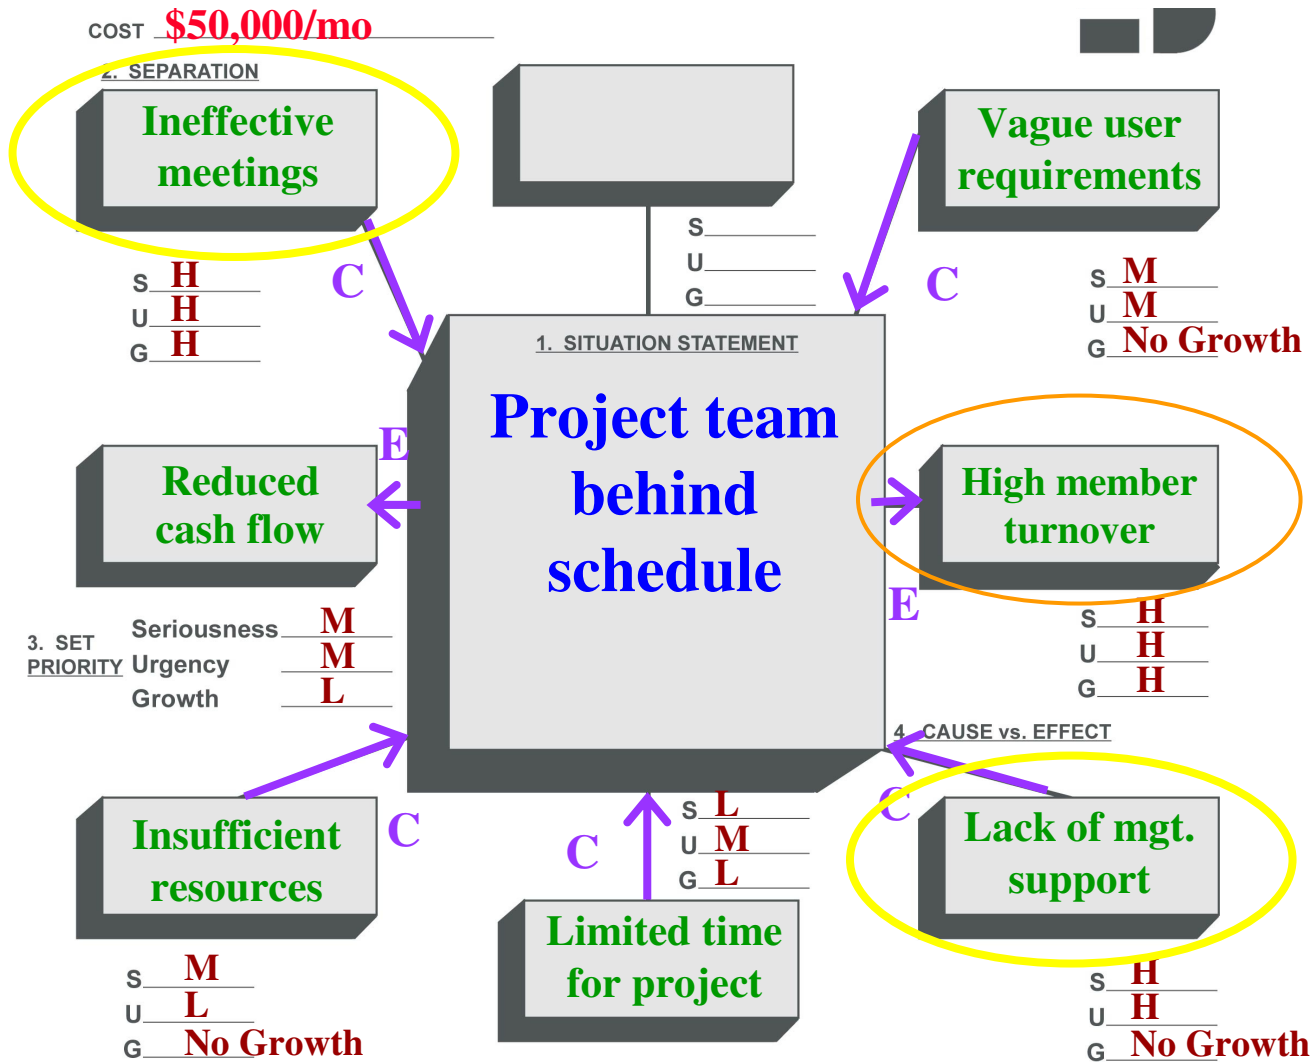 COST $50,000/mo
2. SEPARATION
Ineffective
meetings
S H
U H
G H
C
S
U
G
Vague user
requirements
C
S M
U M
G No Growth
1. SITUATION STATEMENT
Project team
behind
schedule
E
Reduced
cash flow
3. SET
PRIORITY
Seriousness M
Urgency M
Growth L
High member
turnover
E
S H
U H
G H
4. CAUSE vs. EFFECT
Insufficient
resources
C
S M
U L
G No Growth
C
S L
U M
G L
Limited time
for project
C
Lack of mgt.
support
S H
U H
G No Growth